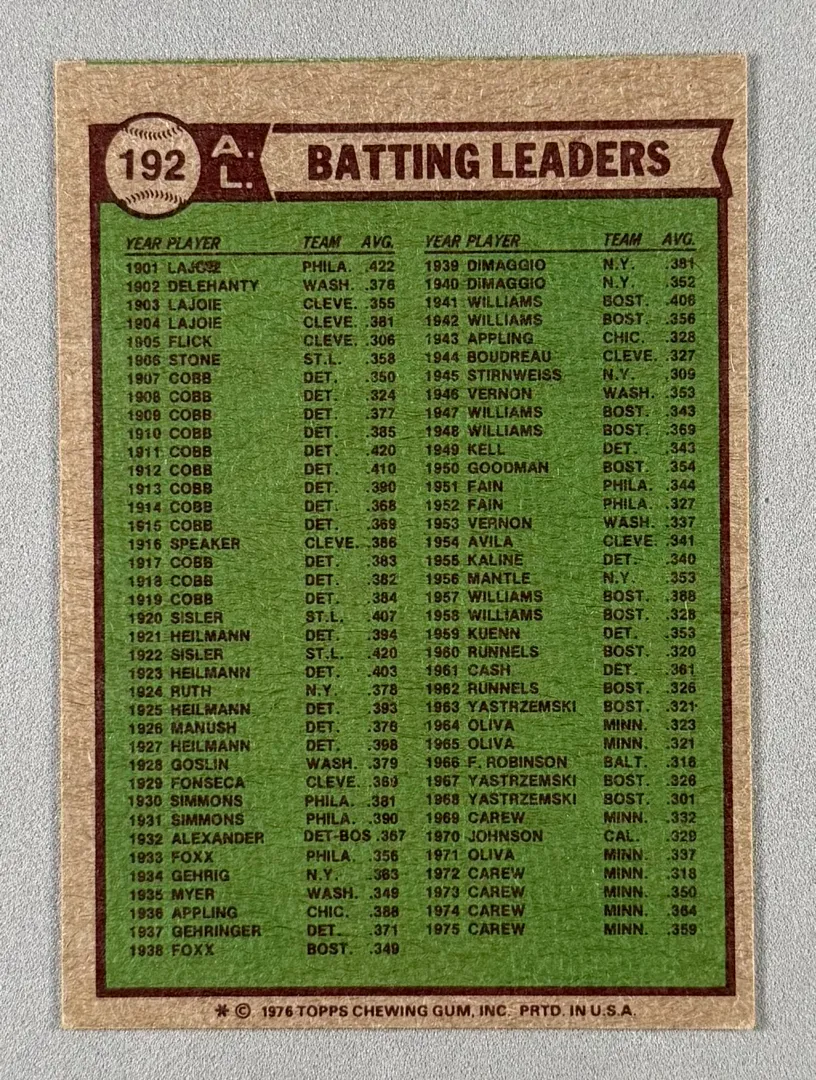 192 A.L. BATTING LEADERS
YEAR PLAYER TEAM AVG.
1901 LAJOIE PHILA. .422
1902 DELEHANTY WASH. .376
1903 LAJOIE CLEVE. .355
1904 LAJOIE CLEVE. .381
1905 FLICK CLEVE. .306
1906 STONE ST.L. .358
1907 COBB DET. .350
1908 COBB DET. .324
1909 COBB DET. .377
1910 COBB DET. .385
1911 COBB DET. .420
1912 COBB DET. .410
1913 COBB DET. .390
1914 COBB DET. .368
1915 COBB DET. .369
1916 SPEAKER CLEVE. .386
1917 COBB DET. .383
1918 COBB DET. .382
1919 COBB DET. .384
1920 SISLER ST.L. .407
1921 HEILMANN DET. .394
1922 SISLER ST.L. .420
1923 HEILMANN DET. .403
1924 RUTH N.Y. .378
1925 HEILMANN DET. .393
1926 MANUSH DET. .376
1927 HEILMANN DET. .398
1928 GOSLIN WASH. .379
1929 FONSECA CLEVE. .369
1930 SIMMONS PHILA. .381
1931 SIMMONS PHILA. .390
1932 ALEXANDER DET-BOS .367
1933 FOXX PHILA. .356
1934 GEHRIG N.Y. .363
1935 MYER WASH. .349
1936 APPLING CHIC. .388
1937 GEHRINGER DET. .371
1938 FOXX BOST. .349
YEAR PLAYER TEAM AVG.
1939 DIMAGGIO N.Y. .381
1940 DIMAGGIO N.Y. .352
1941 WILLIAMS BOST. .406
1942 WILLIAMS BOST. .356
1943 APPLING CHIC. .328
1944 BOUDREAU CLEVE. .327
1945 STIRNWEISS N.Y. .309
1946 VERNON WASH. .353
1947 WILLIAMS BOST. .343
1948 WILLIAMS BOST. .369
1949 KELL DET. .343
1950 GOODMAN BOST. .354
1951 FAIN PHILA. .344
1952 FAIN PHILA. .327
1953 VERNON WASH. .337
1954 AVILA CLEVE. .341
1955 KALINE DET. .340
1956 MANTLE N.Y. .353
1957 WILLIAMS BOST. .388
1958 WILLIAMS BOST. .328
1959 KUENN DET. .353
1960 RUNNELS BOST. .320
1961 CASH DET. .361
1962 RUNNELS BOST. .326
1963 YASTRZEMSKI BOST. .321
1964 OLIVA MINN. .323
1965 OLIVA MINN. .321
1966 F. ROBINSON BALT. .316
1967 YASTRZEMSKI BOST. .326
1968 YASTRZEMSKI BOST. .301
1969 CAREW MINN. .332
1970 JOHNSON CAL. .329
1971 OLIVA MINN. .337
1972 CAREW MINN. .318
1973 CAREW MINN. .350
1974 CAREW MINN. .364
1975 CAREW MINN. .359
* © 1976 TOPPS CHEWING GUM, INC. PRTD. IN U.S.A.